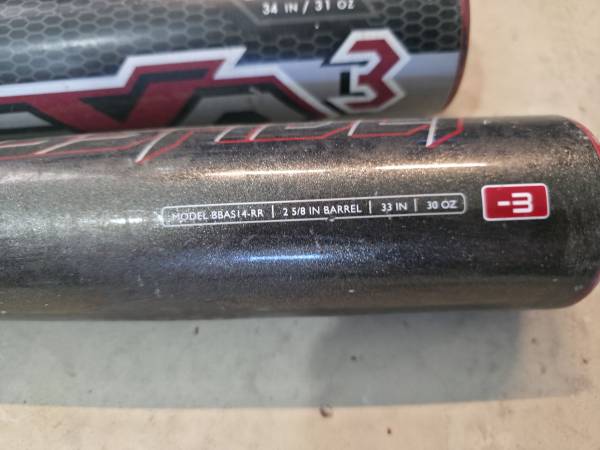 34 IN / 31 OZ
3
MODEL BBAS14-RR | 2 5/8 IN BARREL | 33 IN | 30 OZ
-3